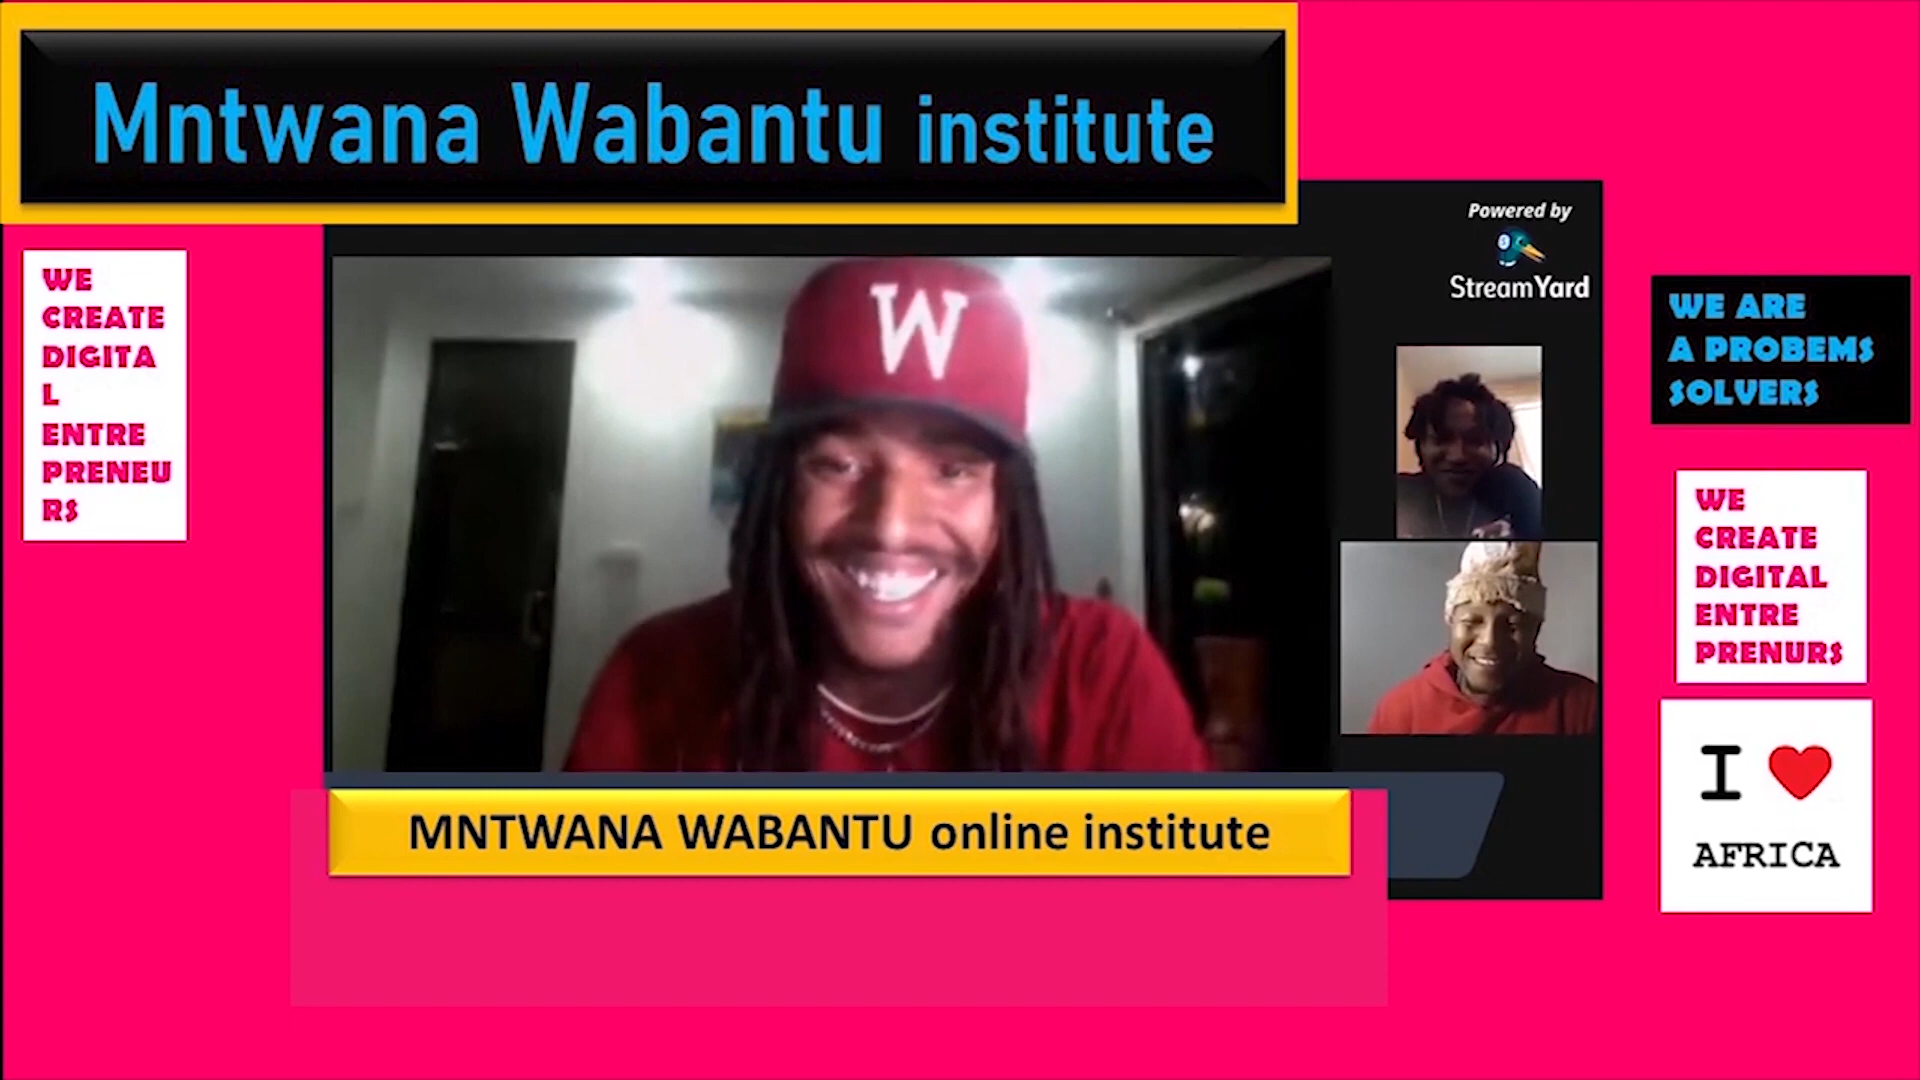 Mntwana Wabantu institute
Powered by
StreamYard
WE
CREATE
DIGITA
L
ENTRE
PRENEU
RS
W
WE ARE
A PROBEMS
SOLVERS
WE
CREATE
DIGITAL
ENTRE
PRENURS
I ❤
AFRICA
MNTWANA WABANTU online institute